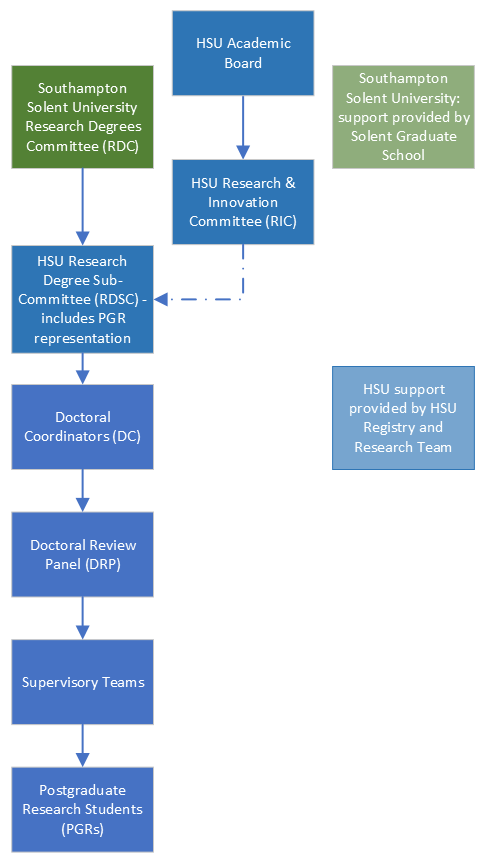 HSU Academic
Board
Southampton
Solent University
Research Degrees
Committee (RDC)
Southampton
Solent University:
support provided by
Solent Graduate
School
HSU Research &
Innovation
Committee (RIC)
HSU Research
Degree Sub-
Committee (RDSC) -
includes PGR
representation
HSU support
provided by HSU
Registry and
Research Team
Doctoral
Coordinators (DC)
Doctoral Review
Panel (DRP)
Supervisory Teams
Postgraduate
Research Students
(PGRs)